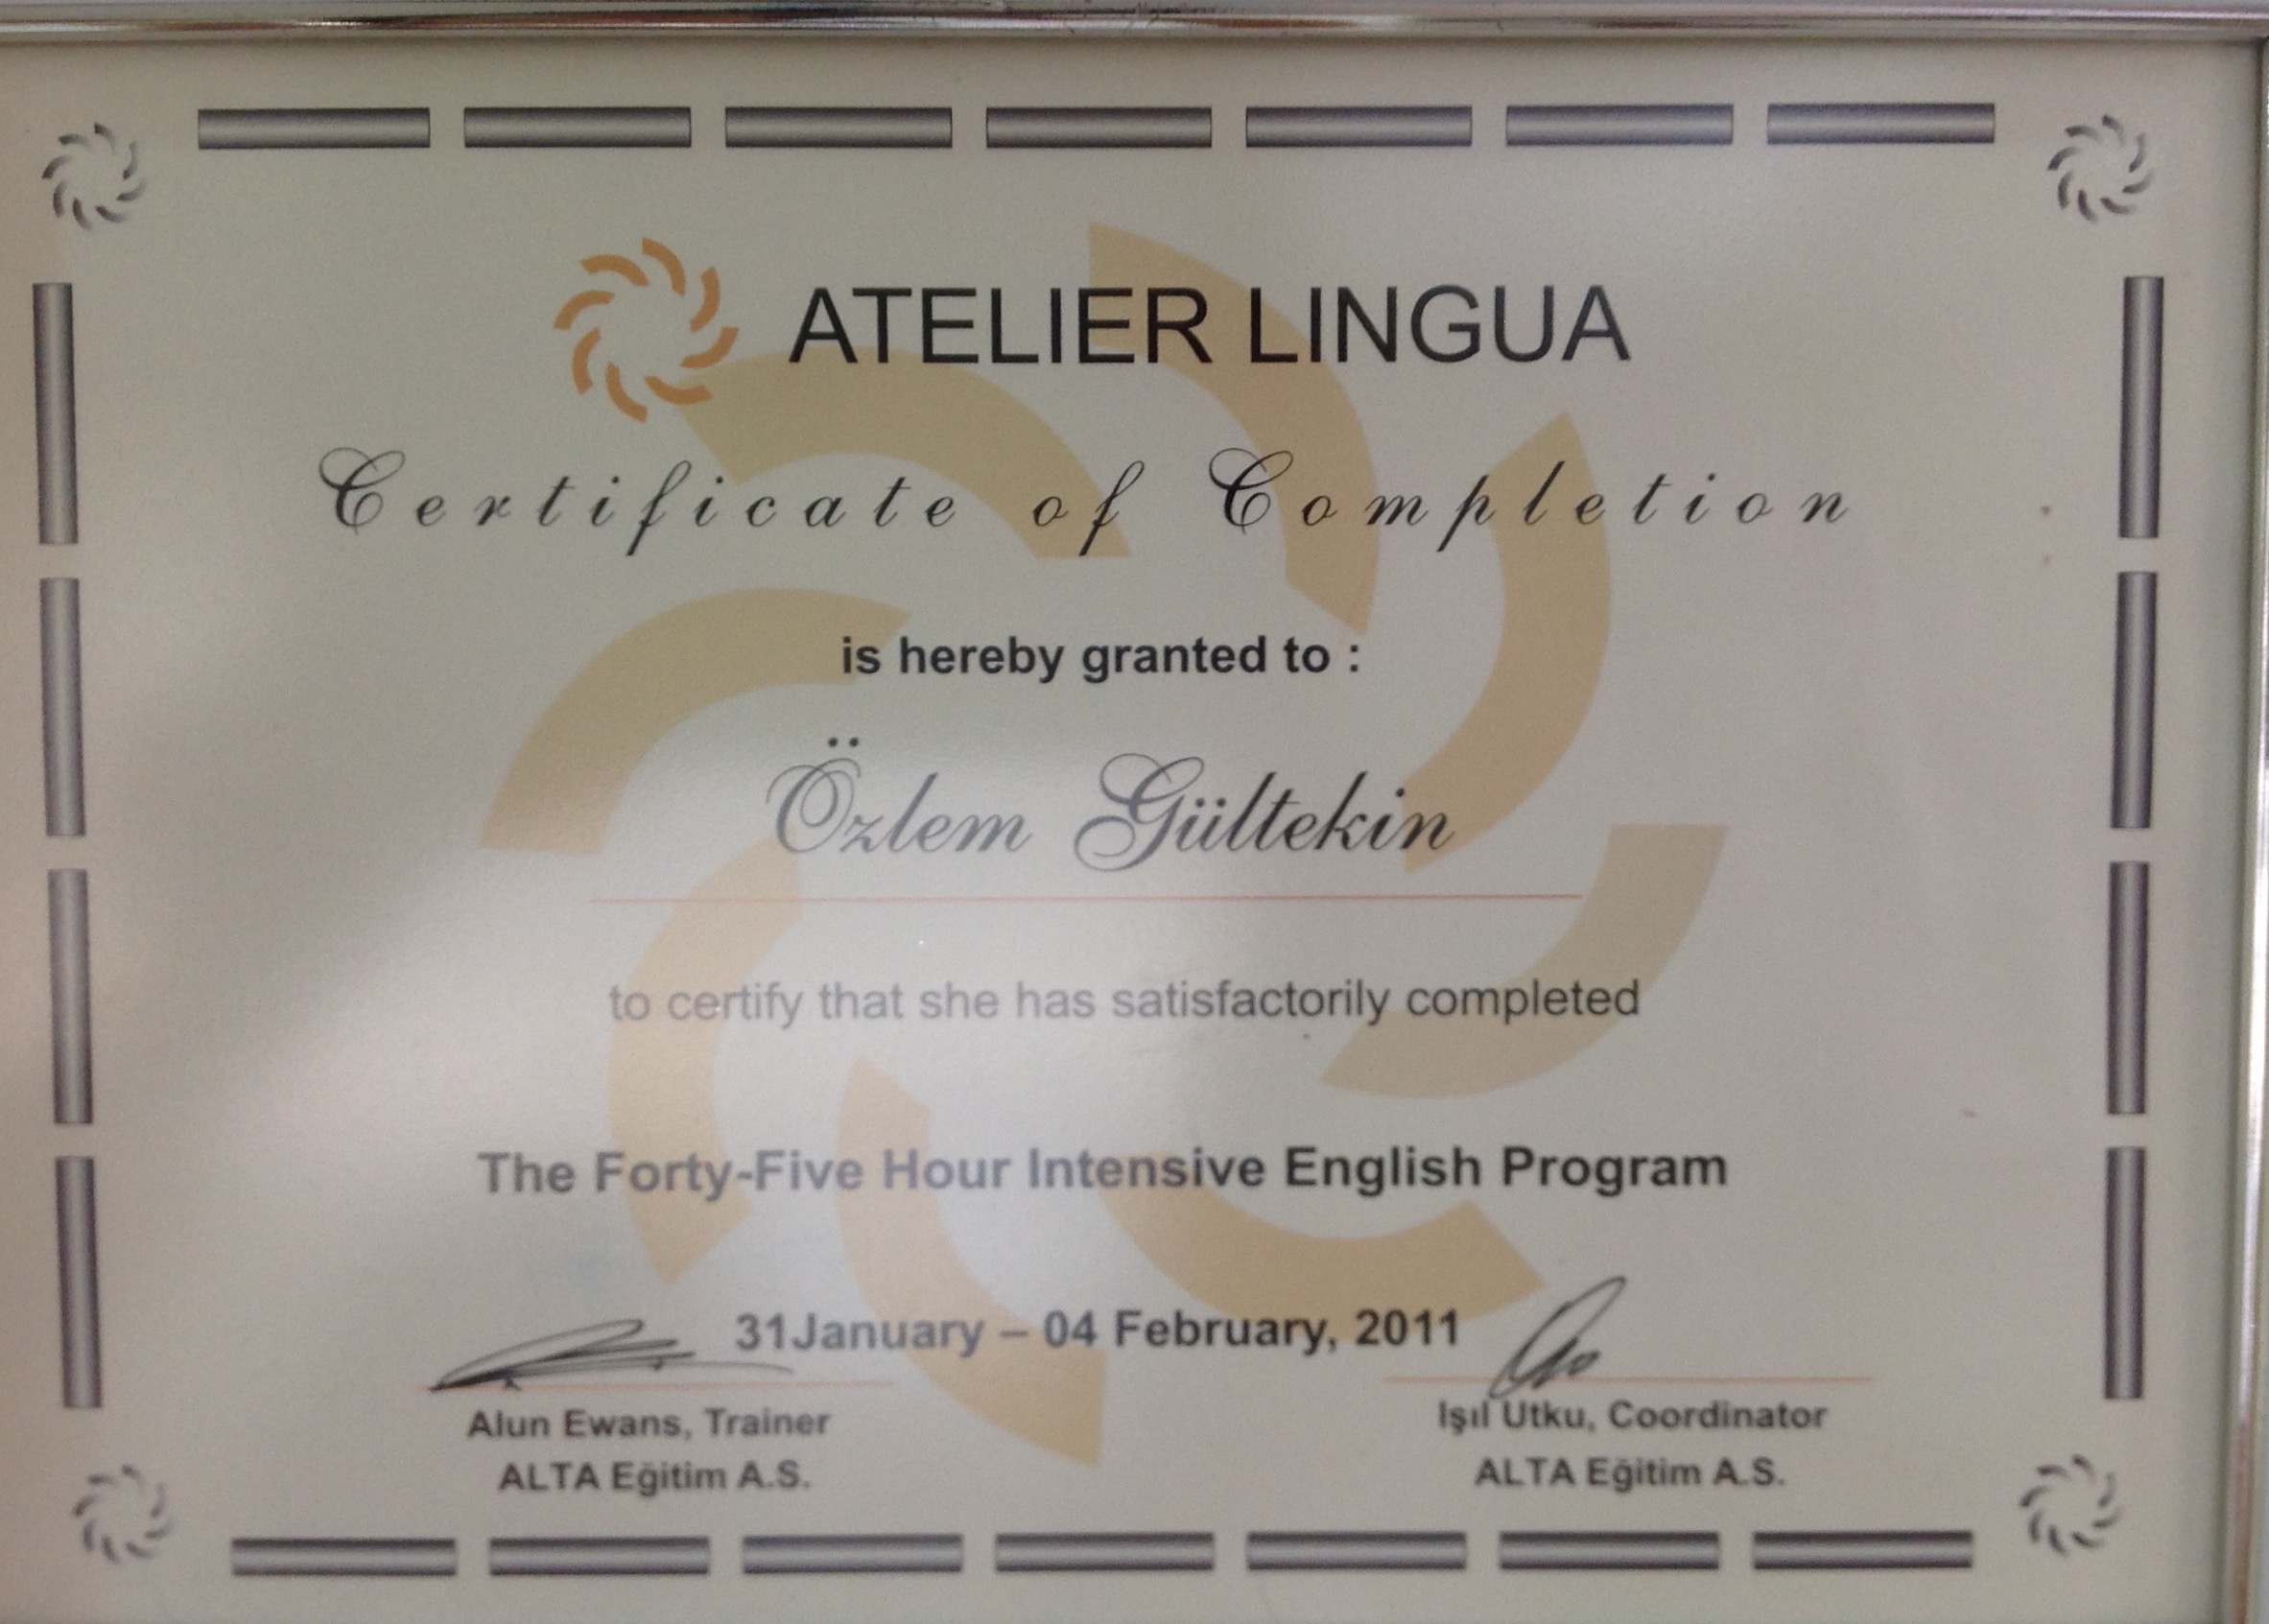 ATELIER LINGUA
Certificate of Completion
is hereby granted to :
Özlem Gültekin
to certify that she has satisfactorily completed
The Forty-Five Hour Intensive English Program
31January – 04 February, 2011
Alun Ewans, Trainer
ALTA Eğitim A.S.
Işıl Utku, Coordinator
ALTA Eğitim A.S.